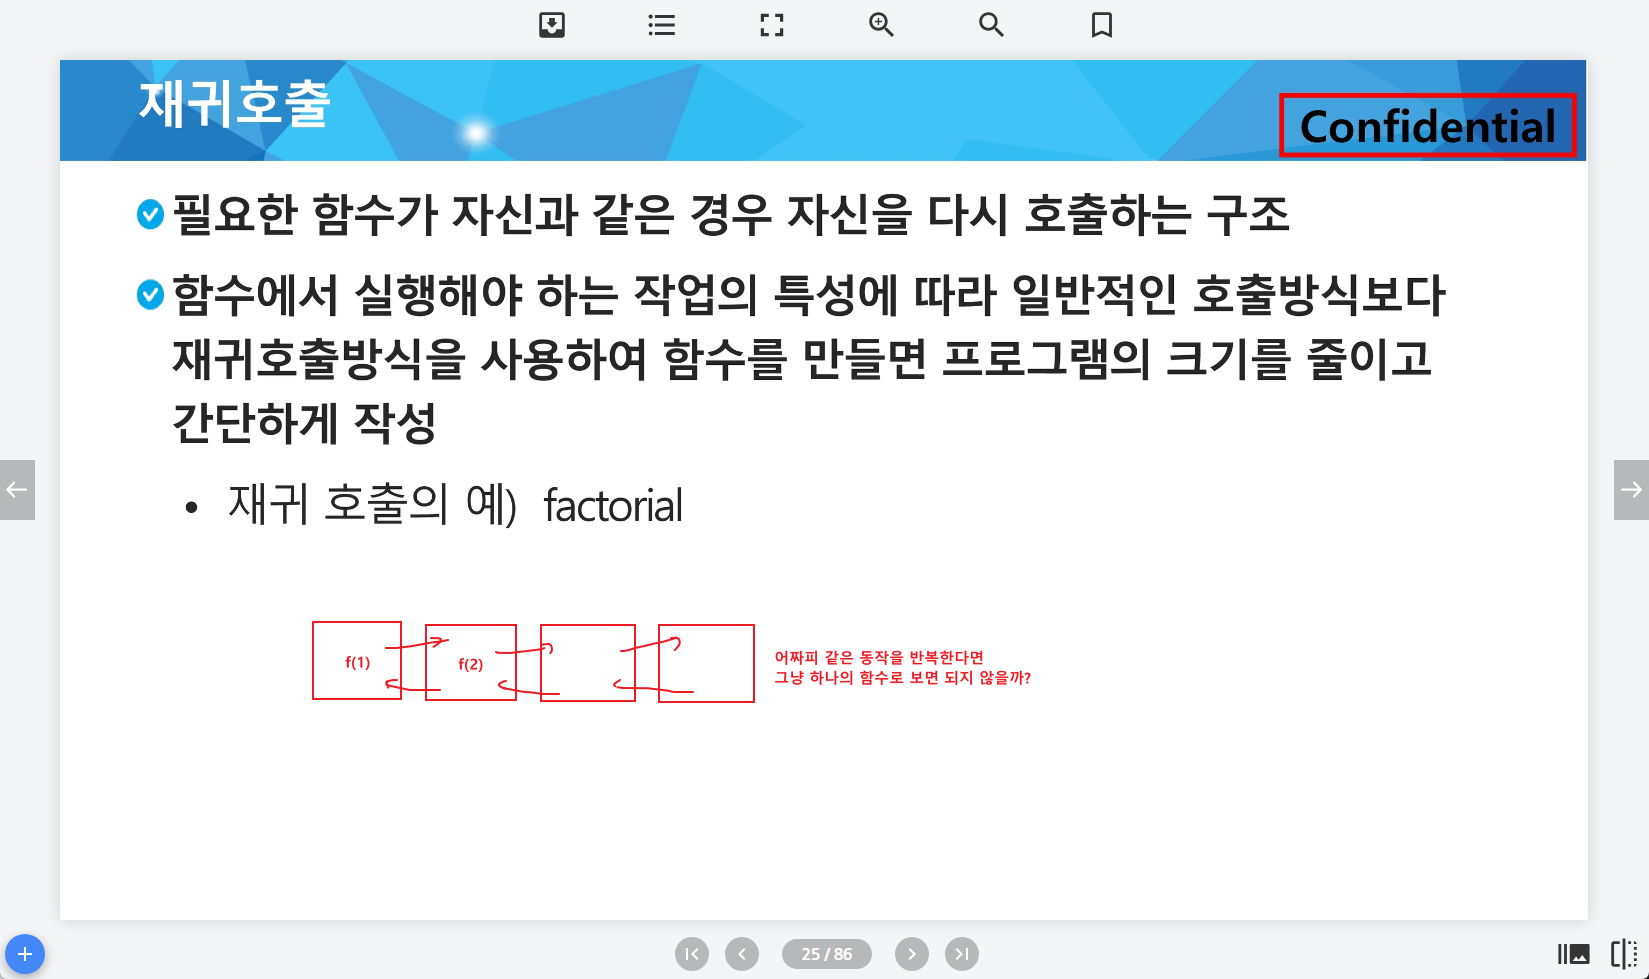 재귀호출
Confidential
필요한 함수가 자신과 같은 경우 자신을 다시 호출하는 구조
함수에서 실행해야 하는 작업의 특성에 따라 일반적인 호출방식보다
재귀호출방식을 사용하여 함수를 만들면 프로그램의 크기를 줄이고
간단하게 작성
• 재귀 호출의 예) factorial
f(1)
f(2)
어짜피 같은 동작을 반복한다면
그냥 하나의 함수로 보면 되지 않을까?
25 / 86